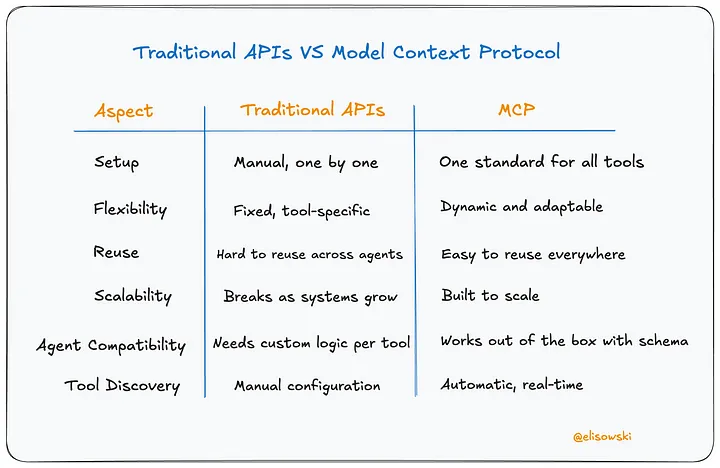 Traditional APIs VS Model Context Protocol
Aspect Traditional APIs MCP
Setup Manual, one by one One standard for all tools
Flexibility Fixed, tool-specific Dynamic and adaptable
Reuse Hard to reuse across agents Easy to reuse everywhere
Scalability Breaks as systems grow Built to scale
Agent Compatibility Needs custom logic per tool Works out of the box with schema
Tool Discovery Manual configuration Automatic, real-time
@elisowski